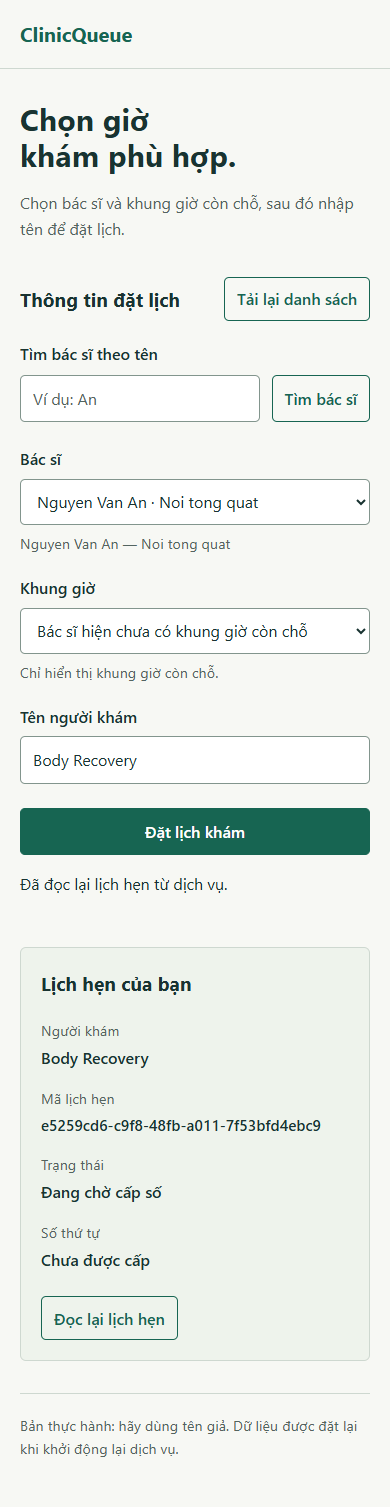 ClinicQueue
Chọn giờ
khám phù hợp.
Chọn bác sĩ và khung giờ còn chỗ, sau đó nhập
tên để đặt lịch.
Thông tin đặt lịch
Tải lại danh sách
Tìm bác sĩ theo tên
Ví dụ: An
Tìm bác sĩ
Bác sĩ
Nguyen Van An · Noi tong quat
Nguyen Van An — Noi tong quat
Khung giờ
Bác sĩ hiện chưa có khung giờ còn chỗ
Chỉ hiển thị khung giờ còn chỗ.
Tên người khám
Body Recovery
Đặt lịch khám
Đã đọc lại lịch hẹn từ dịch vụ.
Lịch hẹn của bạn
Người khám
Body Recovery
Mã lịch hẹn
e5259cd6-c9f8-48fb-a011-7f53bfd4ebc9
Trạng thái
Đang chờ cấp số
Số thứ tự
Chưa được cấp
Đọc lại lịch hẹn
Bản thực hành: hãy dùng tên giả. Dữ liệu được đặt lại
khi khởi động lại dịch vụ.